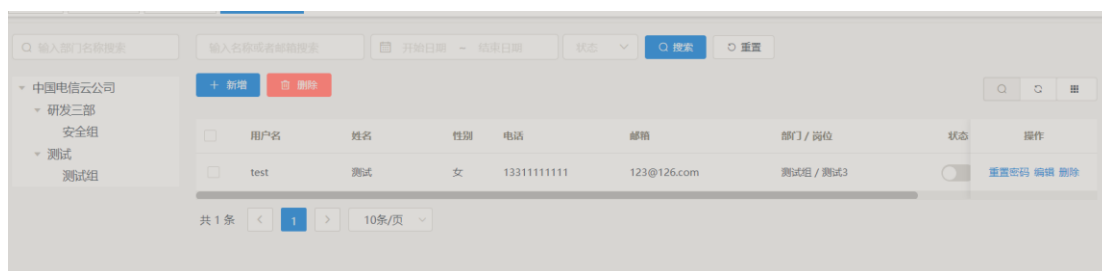 输入部门名称搜索
输入名称或者邮箱搜索 开始日期 - 结束日期 状态 搜索 重置
中国电信云公司
研发三部
安全组
测试
测试组
+ 新增 删除
用户名 姓名 性别 电话 邮箱 部门 / 岗位 状态 操作
test 测试 女 13311111111 123@126.com 测试组 / 测试3 重置密码 编辑 删除
共 1 条 < 1 > 10条/页